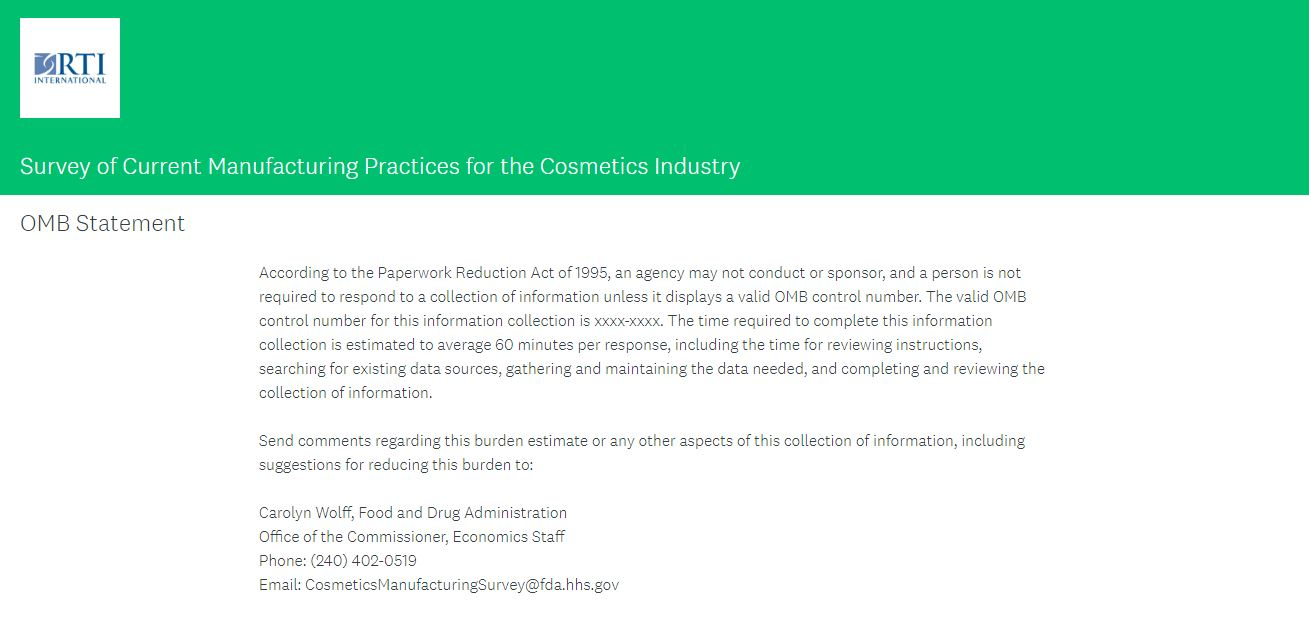 RTI
INTERNATIONAL
Survey of Current Manufacturing Practices for the Cosmetics Industry
OMB Statement
According to the Paperwork Reduction Act of 1995, an agency may not conduct or sponsor, and a person is not
required to respond to a collection of information unless it displays a valid OMB control number. The valid OMB
control number for this information collection is xxxx-xxxx. The time required to complete this information
collection is estimated to average 60 minutes per response, including the time for reviewing instructions,
searching for existing data sources, gathering and maintaining the data needed, and completing and reviewing the
collection of information.
Send comments regarding this burden estimate or any other aspects of this collection of information, including
suggestions for reducing this burden to:
Carolyn Wolff, Food and Drug Administration
Office of the Commissioner, Economics Staff
Phone: (240) 402-0519
Email: CosmeticsManufacturingSurvey@fda.hhs.gov